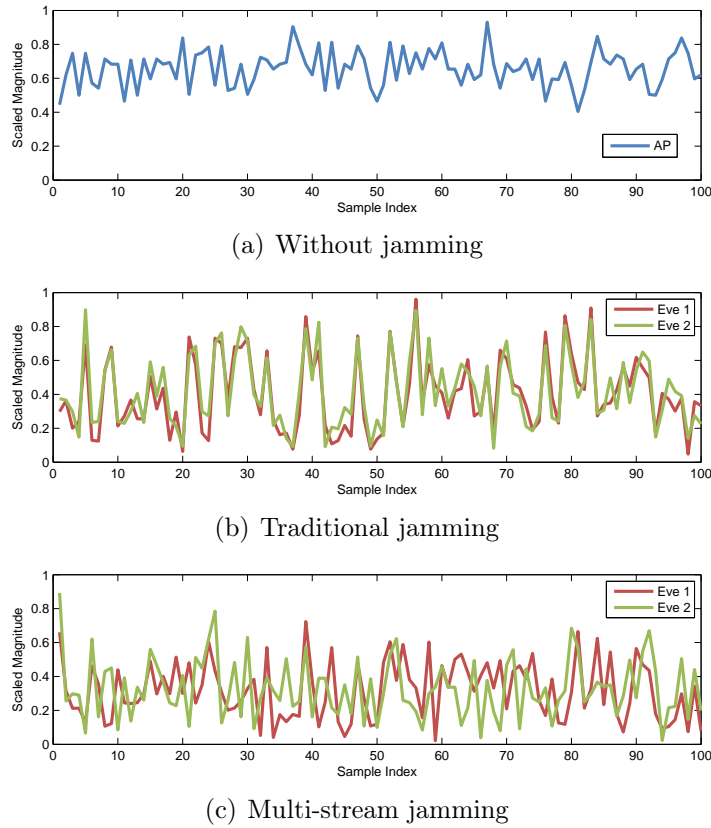 1
0.8
0.6
0.4
0.2
0
Scaled Magnitude
AP
0 10 20 30 40 50 60 70 80 90 100
Sample Index
(a) Without jamming
1
0.8
0.6
0.4
0.2
0
Scaled Magnitude
Eve 1
Eve 2
0 10 20 30 40 50 60 70 80 90 100
Sample Index
(b) Traditional jamming
1
0.8
0.6
0.4
0.2
0
Scaled Magnitude
Eve 1
Eve 2
0 10 20 30 40 50 60 70 80 90 100
Sample Index
(c) Multi-stream jamming